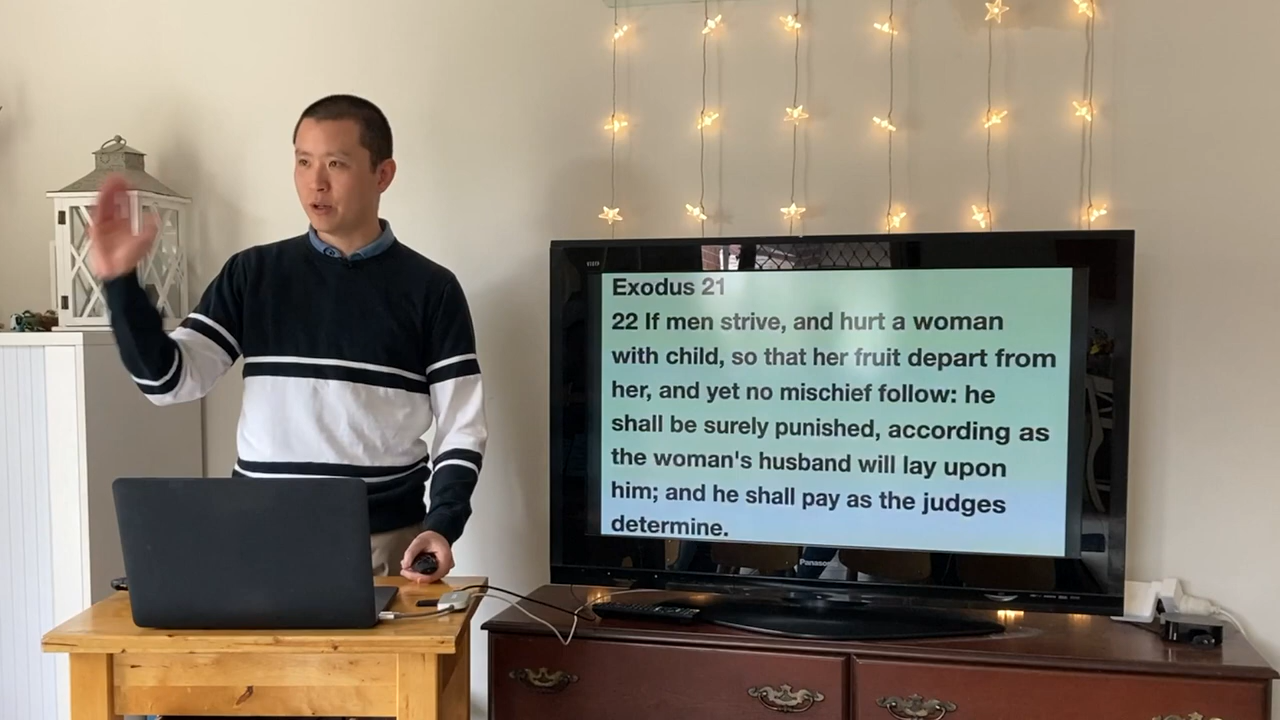 Exodus 21
22 If men strive, and hurt a woman
with child, so that her fruit depart from
her, and yet no mischief follow: he
shall be surely punished, according as
the woman's husband will lay upon
him; and he shall pay as the judges
determine.
Panasonic